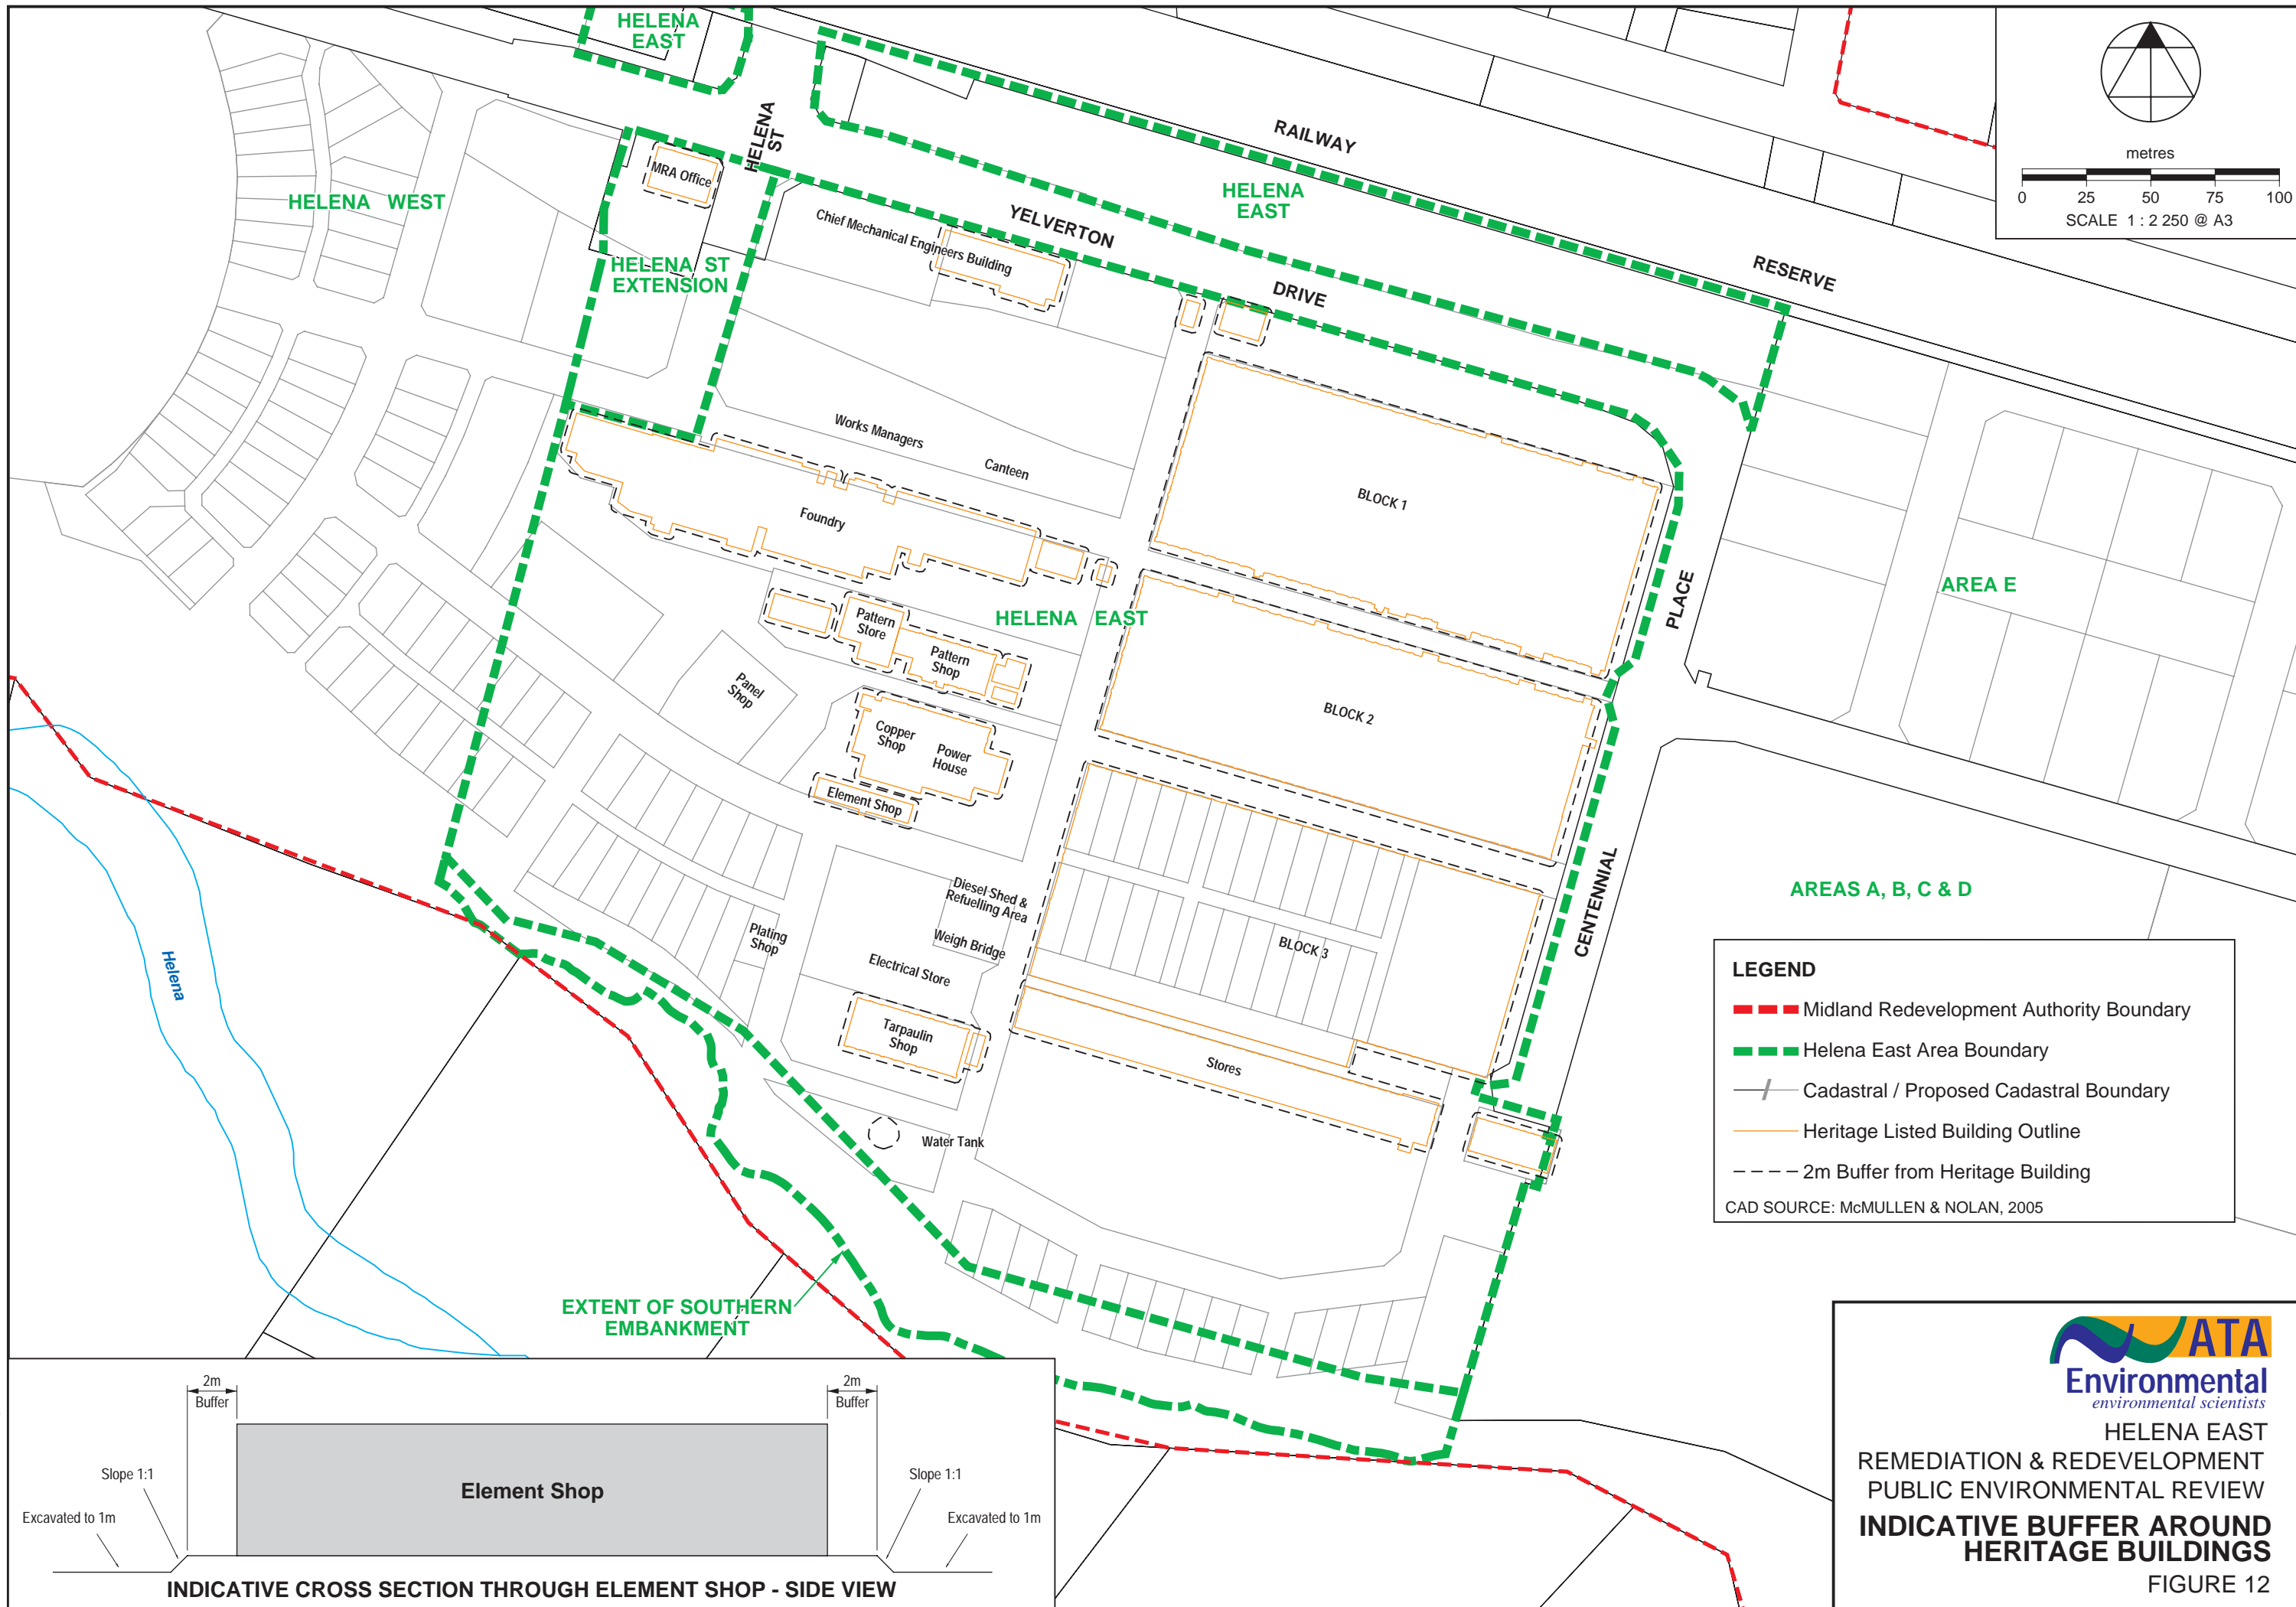 HELENA
EAST
HELENA
ST
RAILWAY
metres
0 25 50 75 100
SCALE 1 : 2 250 @ A3
MRA Office
HELENA WEST
HELENA
EAST
YELVERTON
Chief Mechanical Engineers Building
HELENA ST
EXTENSION
RESERVE
DRIVE
Works Managers
Canteen
BLOCK 1
Foundry
AREA E
PLACE
HELENA EAST
Pattern
Store
Pattern
Shop
Panel
Shop
BLOCK 2
Copper
Shop
Power
House
Element Shop
CENTENNIAL
AREAS A, B, C & D
Diesel Shed &
Refuelling Area
Plating
Shop
Weigh Bridge
BLOCK 3
Electrical Store
Helena
Tarpaulin
Shop
Stores
Water Tank
LEGEND
Midland Redevelopment Authority Boundary
Helena East Area Boundary
Cadastral / Proposed Cadastral Boundary
Heritage Listed Building Outline
2m Buffer from Heritage Building
CAD SOURCE: McMULLEN & NOLAN, 2005
EXTENT OF SOUTHERN
EMBANKMENT
2m
Buffer
2m
Buffer
Slope 1:1
Slope 1:1
Element Shop
Excavated to 1m
Excavated to 1m
INDICATIVE CROSS SECTION THROUGH ELEMENT SHOP - SIDE VIEW
ATA
Environmental
environmental scientists
HELENA EAST
REMEDIATION & REDEVELOPMENT
PUBLIC ENVIRONMENTAL REVIEW
INDICATIVE BUFFER AROUND
HERITAGE BUILDINGS
FIGURE 12